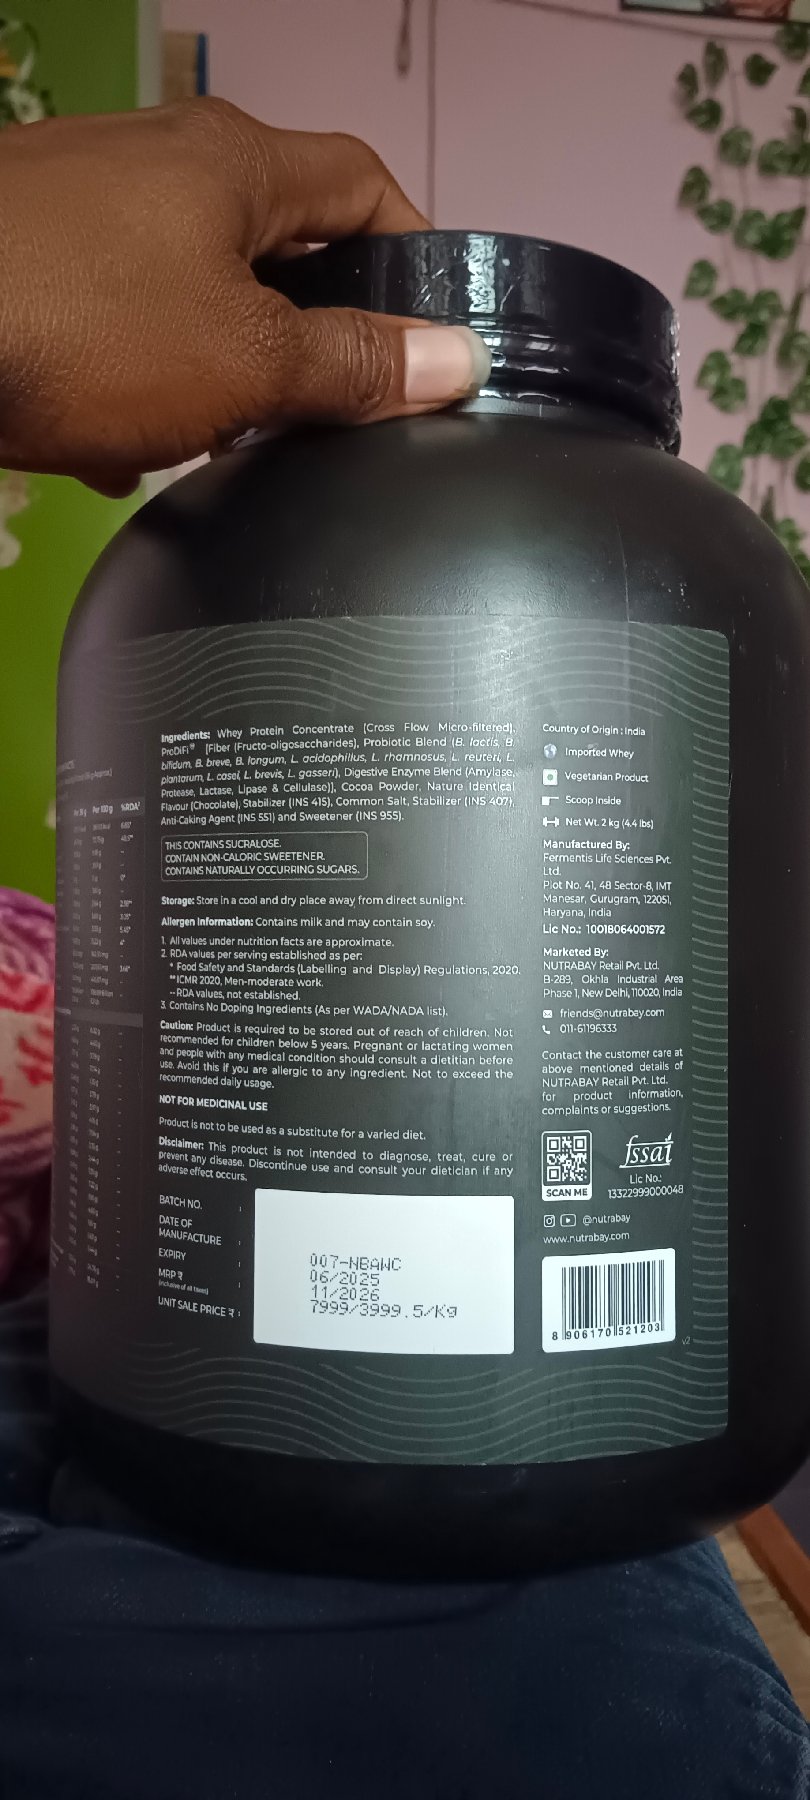 Per 100 g
%RDA
Ingredients: Whey Protein Concentrate [Cross Flow Micro-filtered],
ProDiFi® [Fiber (Fructo-oligosaccharides), Probiotic Blend (B. lactis, B.
bifidum, B. breve, B. longum, L. acidophillus, L. rhamnosus, L. reuteri, L.
plantarum, L. casei, L. brevis, L. gasseri), Digestive Enzyme Blend (Amylase,
Protease, Lactase, Lipase & Cellulase)], Cocoa Powder, Nature Identical
Flavour (Chocolate), Stabilizer (INS 415), Common Salt, Stabilizer (INS 407),
Anti-Caking Agent (INS 551) and Sweetener (INS 955).
THIS CONTAINS SUCRALOSE.
CONTAIN NON-CALORIC SWEETENER.
CONTAINS NATURALLY OCCURRING SUGARS.
Storage: Store in a cool and dry place away from direct sunlight.
Allergen Information: Contains milk and may contain soy.
1. All values under nutrition facts are approximate.
2. RDA values per serving established as per:
* Food Safety and Standards (Labelling and Display) Regulations, 2020.
**ICMR 2020, Men-moderate work.
--RDA values, not established.
3. Contains No Doping Ingredients (As per WADA/NADA list).
Caution: Product is required to be stored out of reach of children. Not
recommended for children below 5 years. Pregnant or lactating women
and people with any medical condition should consult a dietitian before
use. Avoid this if you are allergic to any ingredient. Not to exceed the
recommended daily usage.
NOT FOR MEDICINAL USE
Product is not to be used as a substitute for a varied diet.
Disclaimer: This product is not intended to diagnose, treat, cure or
prevent any disease. Discontinue use and consult your dietician if any
adverse effect occurs.
BATCH NO. : 007-NBAWC
DATE OF
MANUFACTURE : 06/2025
EXPIRY : 11/2026
MRP ₹ :
(inclusive of all taxes)
UNIT SALE PRICE ₹ : 7999/3999.5/Kg
Country of Origin : India
Imported Whey
Vegetarian Product
Scoop Inside
Net Wt. 2 kg (4.4 lbs)
Manufactured By:
Fermentis Life Sciences Pvt.
Ltd.
Plot No. 41, 48 Sector-8, IMT
Manesar, Gurugram, 122051,
Haryana, India
Lic No.: 10018064001572
Marketed By:
NUTRABAY Retail Pvt. Ltd.
B-289, Okhla Industrial Area
Phase 1, New Delhi, 110020, India
friends@nutrabay.com
011-61196333
Contact the customer care at
above mentioned details of
NUTRABAY Retail Pvt. Ltd.
for product information,
complaints or suggestions.
SCAN ME
fssai
Lic No.:
13322999000048
@nutrabay
www.nutrabay.com
8 906170 521203
v2